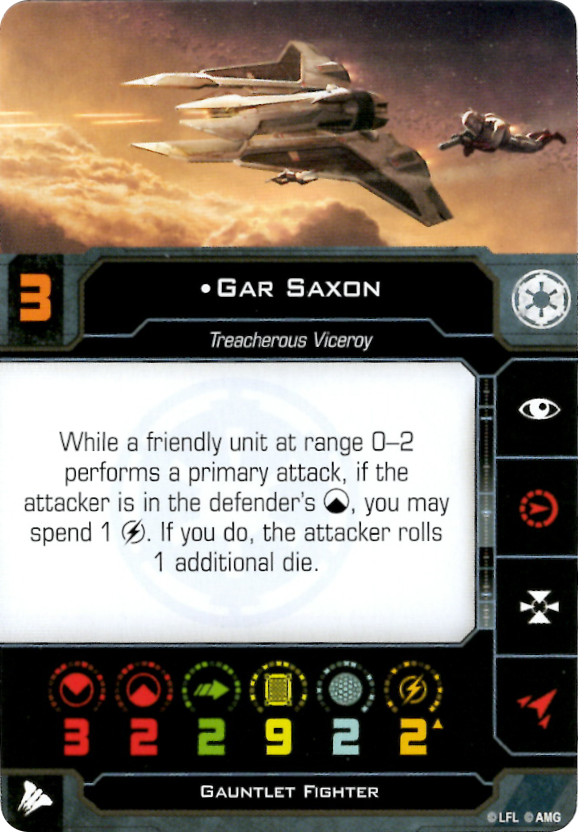 3
•GAR SAXON
Treacherous Viceroy
While a friendly unit at range 0–2
performs a primary attack, if the
attacker is in the defender's , you may
spend 1 . If you do, the attacker rolls
1 additional die.
3 2 2 9 2 2
GAUNTLET FIGHTER
© LFL © AMG